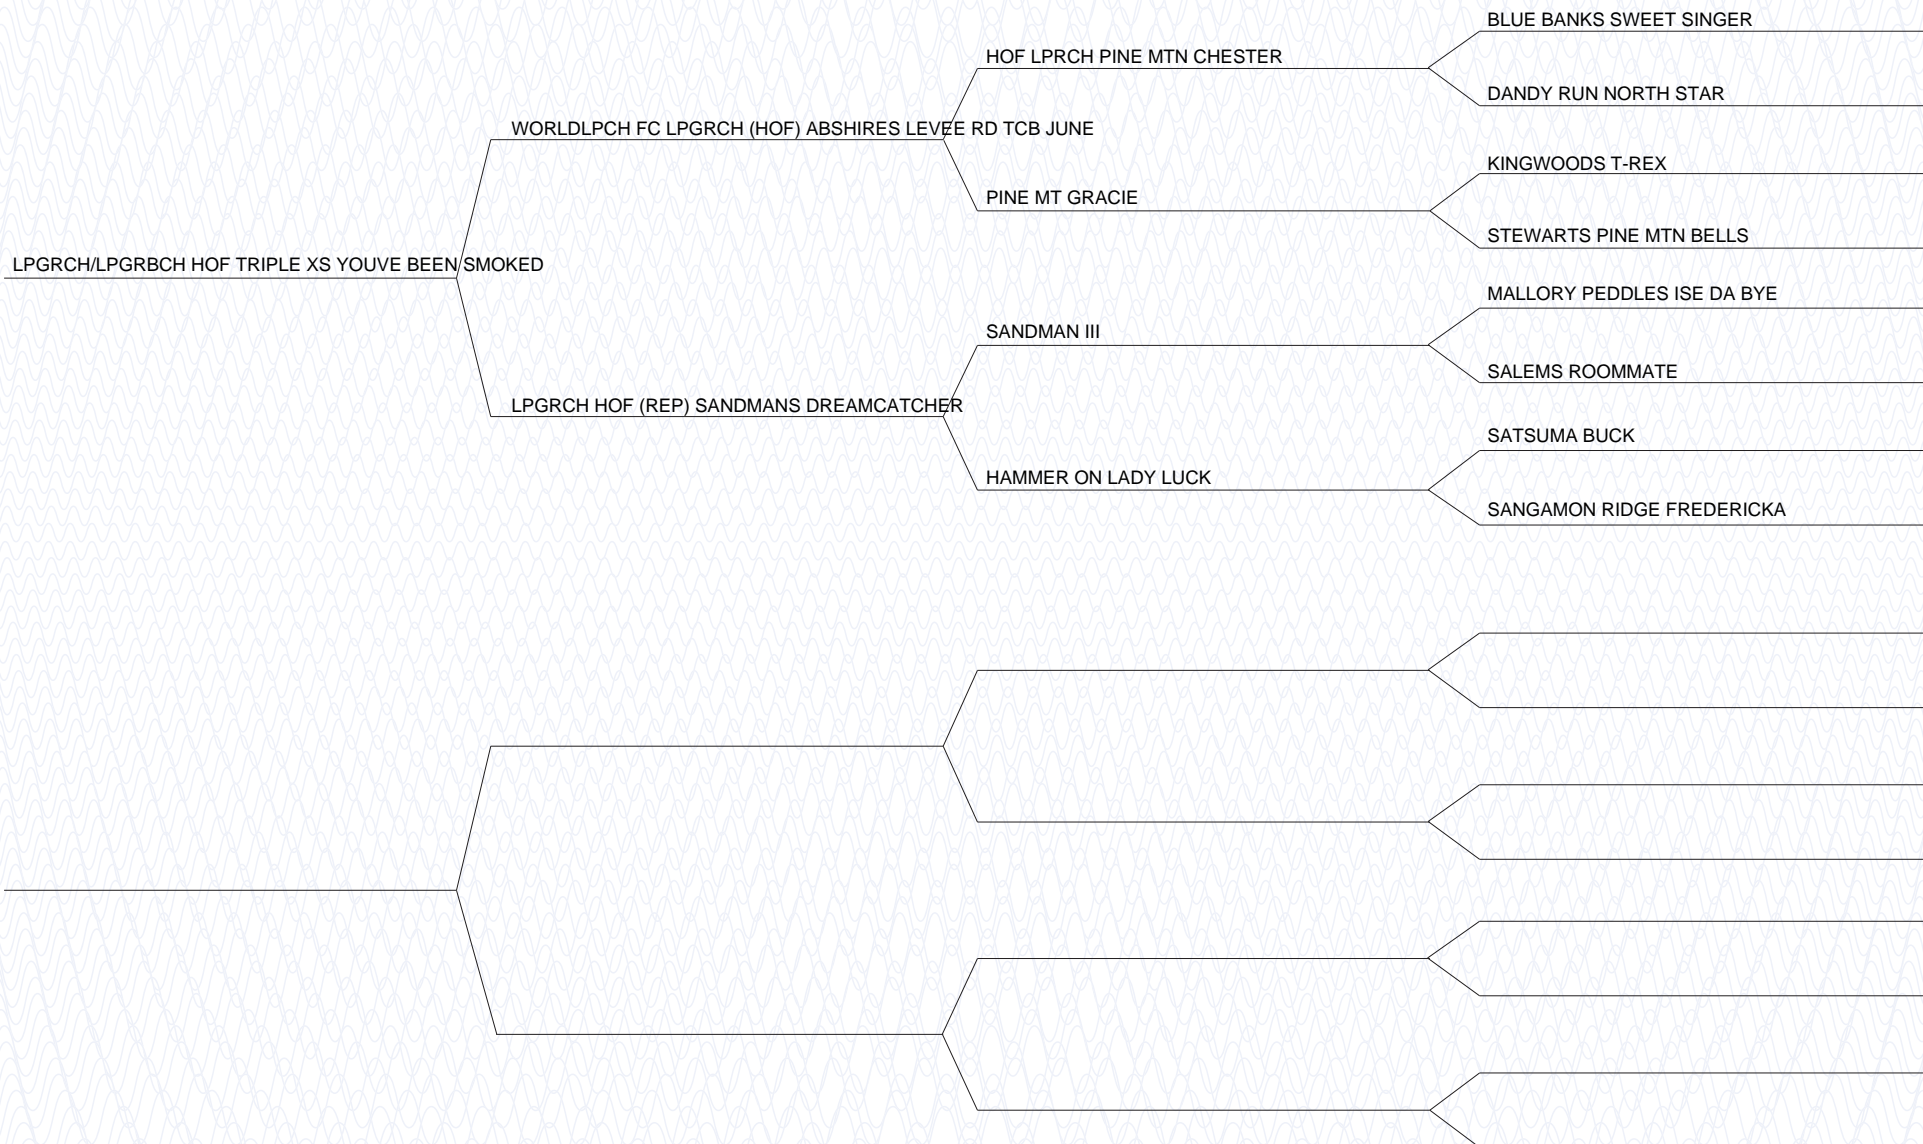 BLUE BANKS SWEET SINGER
HOF LPRCH PINE MTN CHESTER
DANDY RUN NORTH STAR
WORLDLPCH FC LPGRCH (HOF) ABSHIRES LEVEE RD TCB JUNE
KINGWOODS T-REX
PINE MT GRACIE
STEWARTS PINE MTN BELLS
LPGRCH/LPGRBCH HOF TRIPLE XS YOUVE BEEN SMOKED
MALLORY PEDDLES ISE DA BYE
SANDMAN III
SALEMS ROOMMATE
LPGRCH HOF (REP) SANDMANS DREAMCATCHER
SATSUMA BUCK
HAMMER ON LADY LUCK
SANGAMON RIDGE FREDERICKA